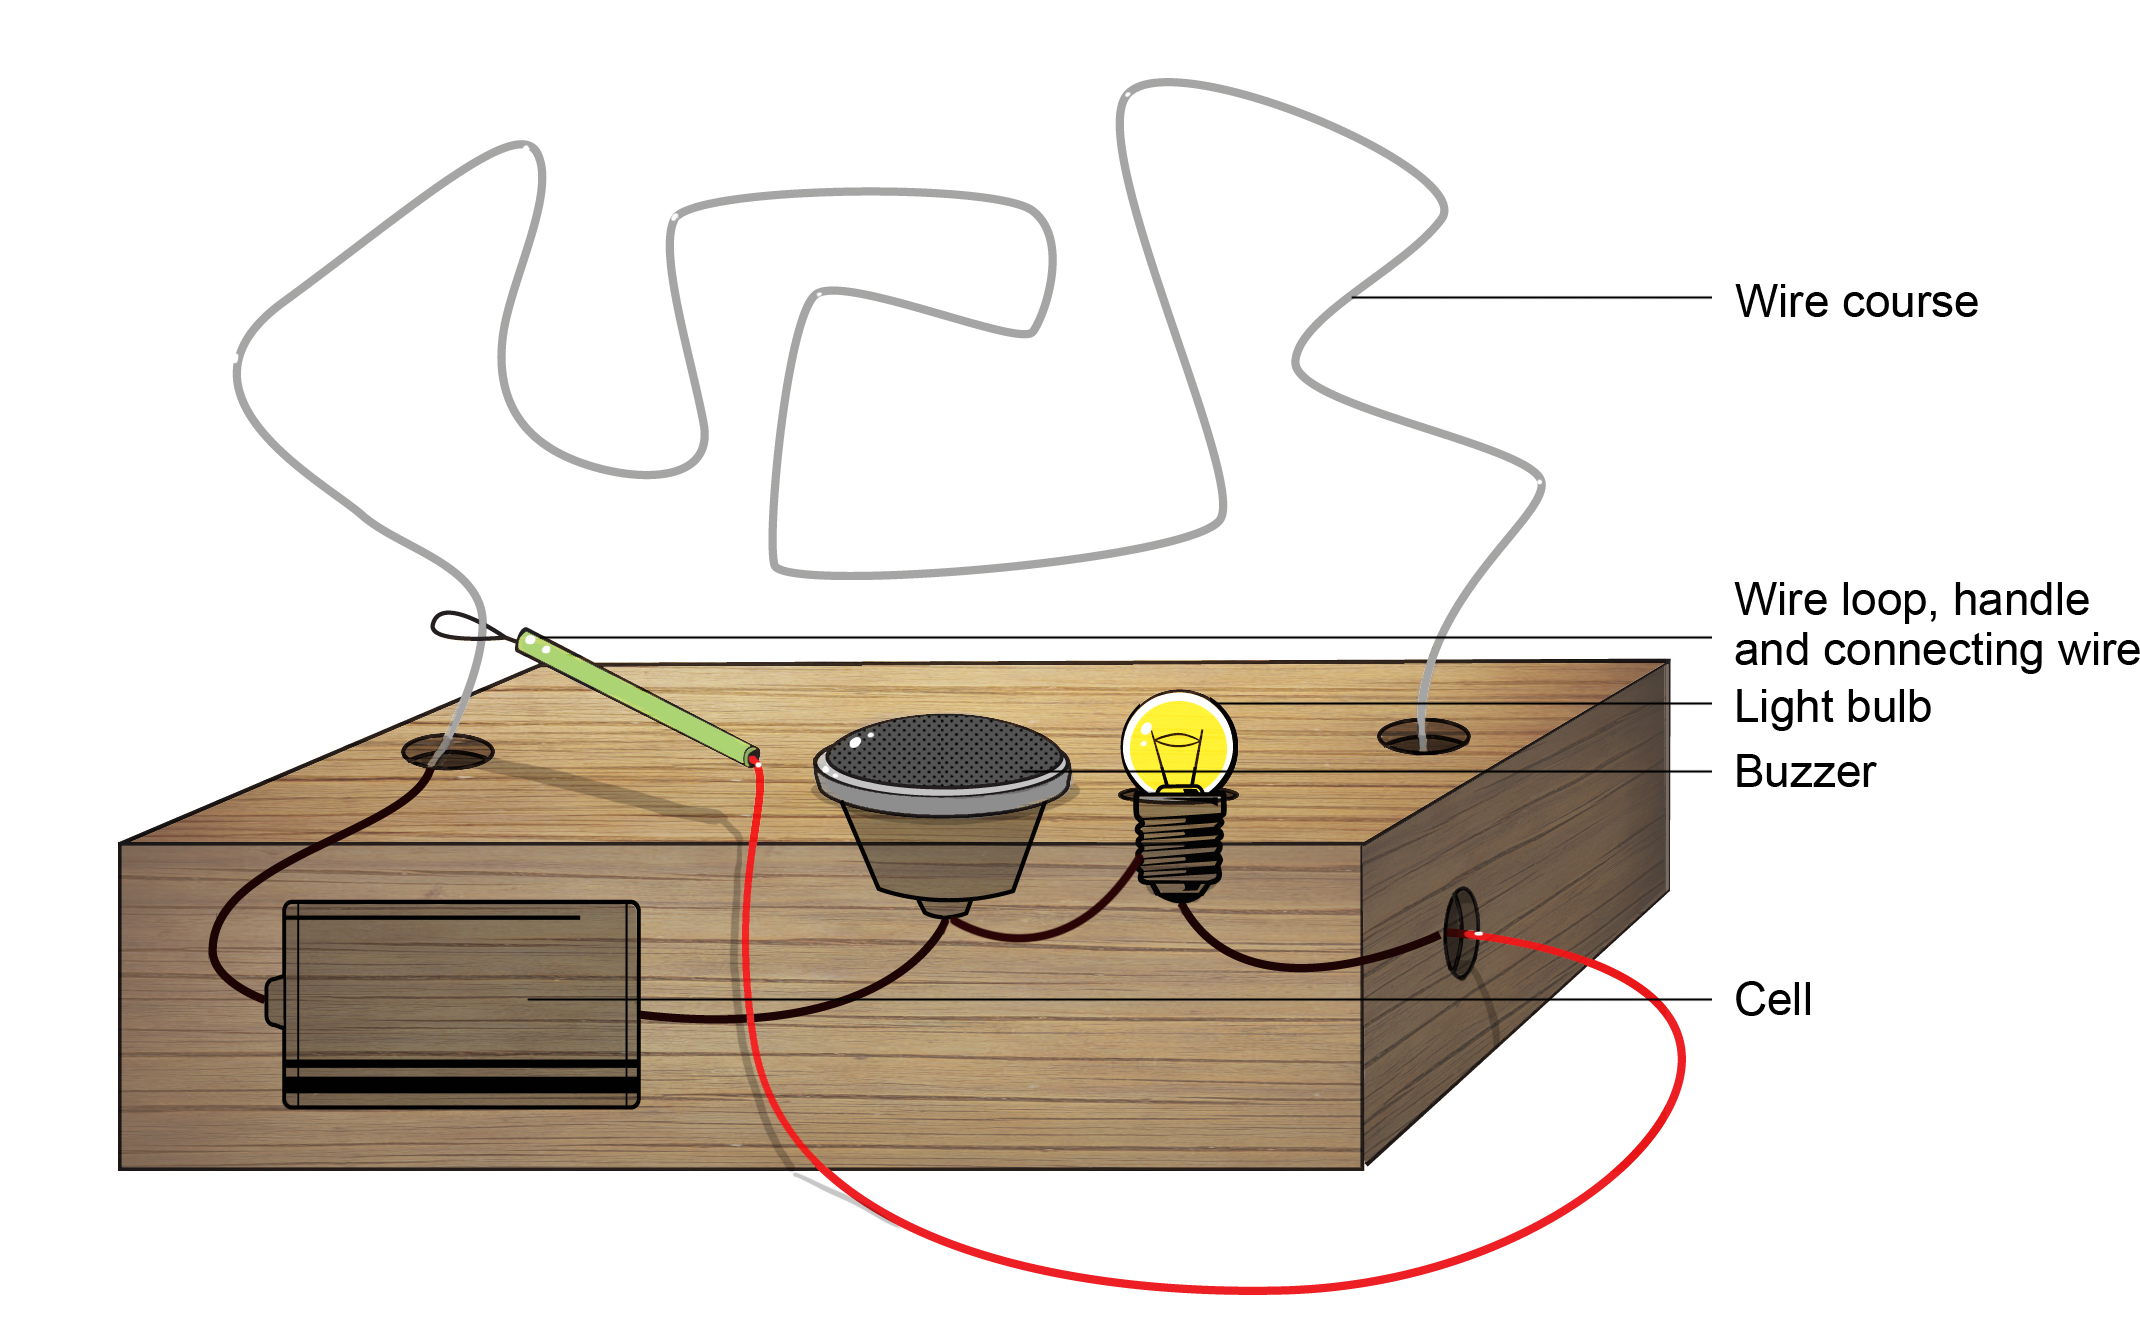 Wire course
Wire loop, handle
and connecting wire
Light bulb
Buzzer
Cell